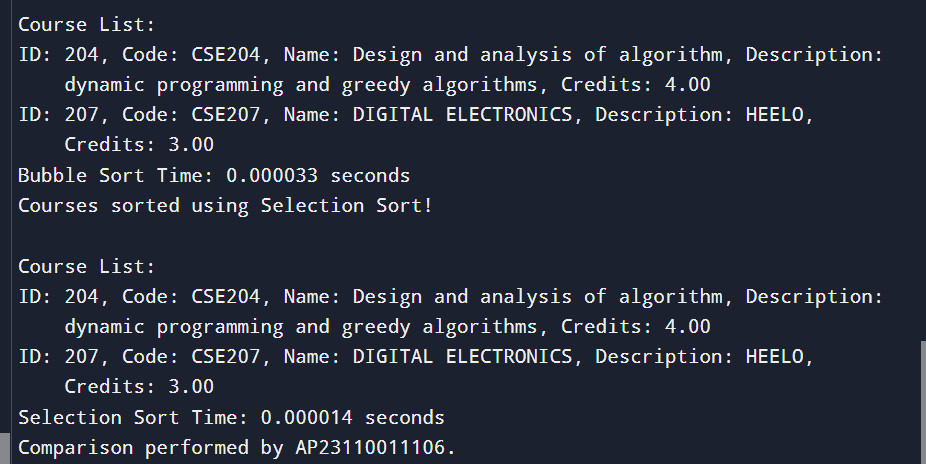 Course List:
ID: 204, Code: CSE204, Name: Design and analysis of algorithm, Description:
dynamic programming and greedy algorithms, Credits: 4.00
ID: 207, Code: CSE207, Name: DIGITAL ELECTRONICS, Description: HEELO,
Credits: 3.00
Bubble Sort Time: 0.000033 seconds
Courses sorted using Selection Sort!
Course List:
ID: 204, Code: CSE204, Name: Design and analysis of algorithm, Description:
dynamic programming and greedy algorithms, Credits: 4.00
ID: 207, Code: CSE207, Name: DIGITAL ELECTRONICS, Description: HEELO,
Credits: 3.00
Selection Sort Time: 0.000014 seconds
Comparison performed by AP23110011106.